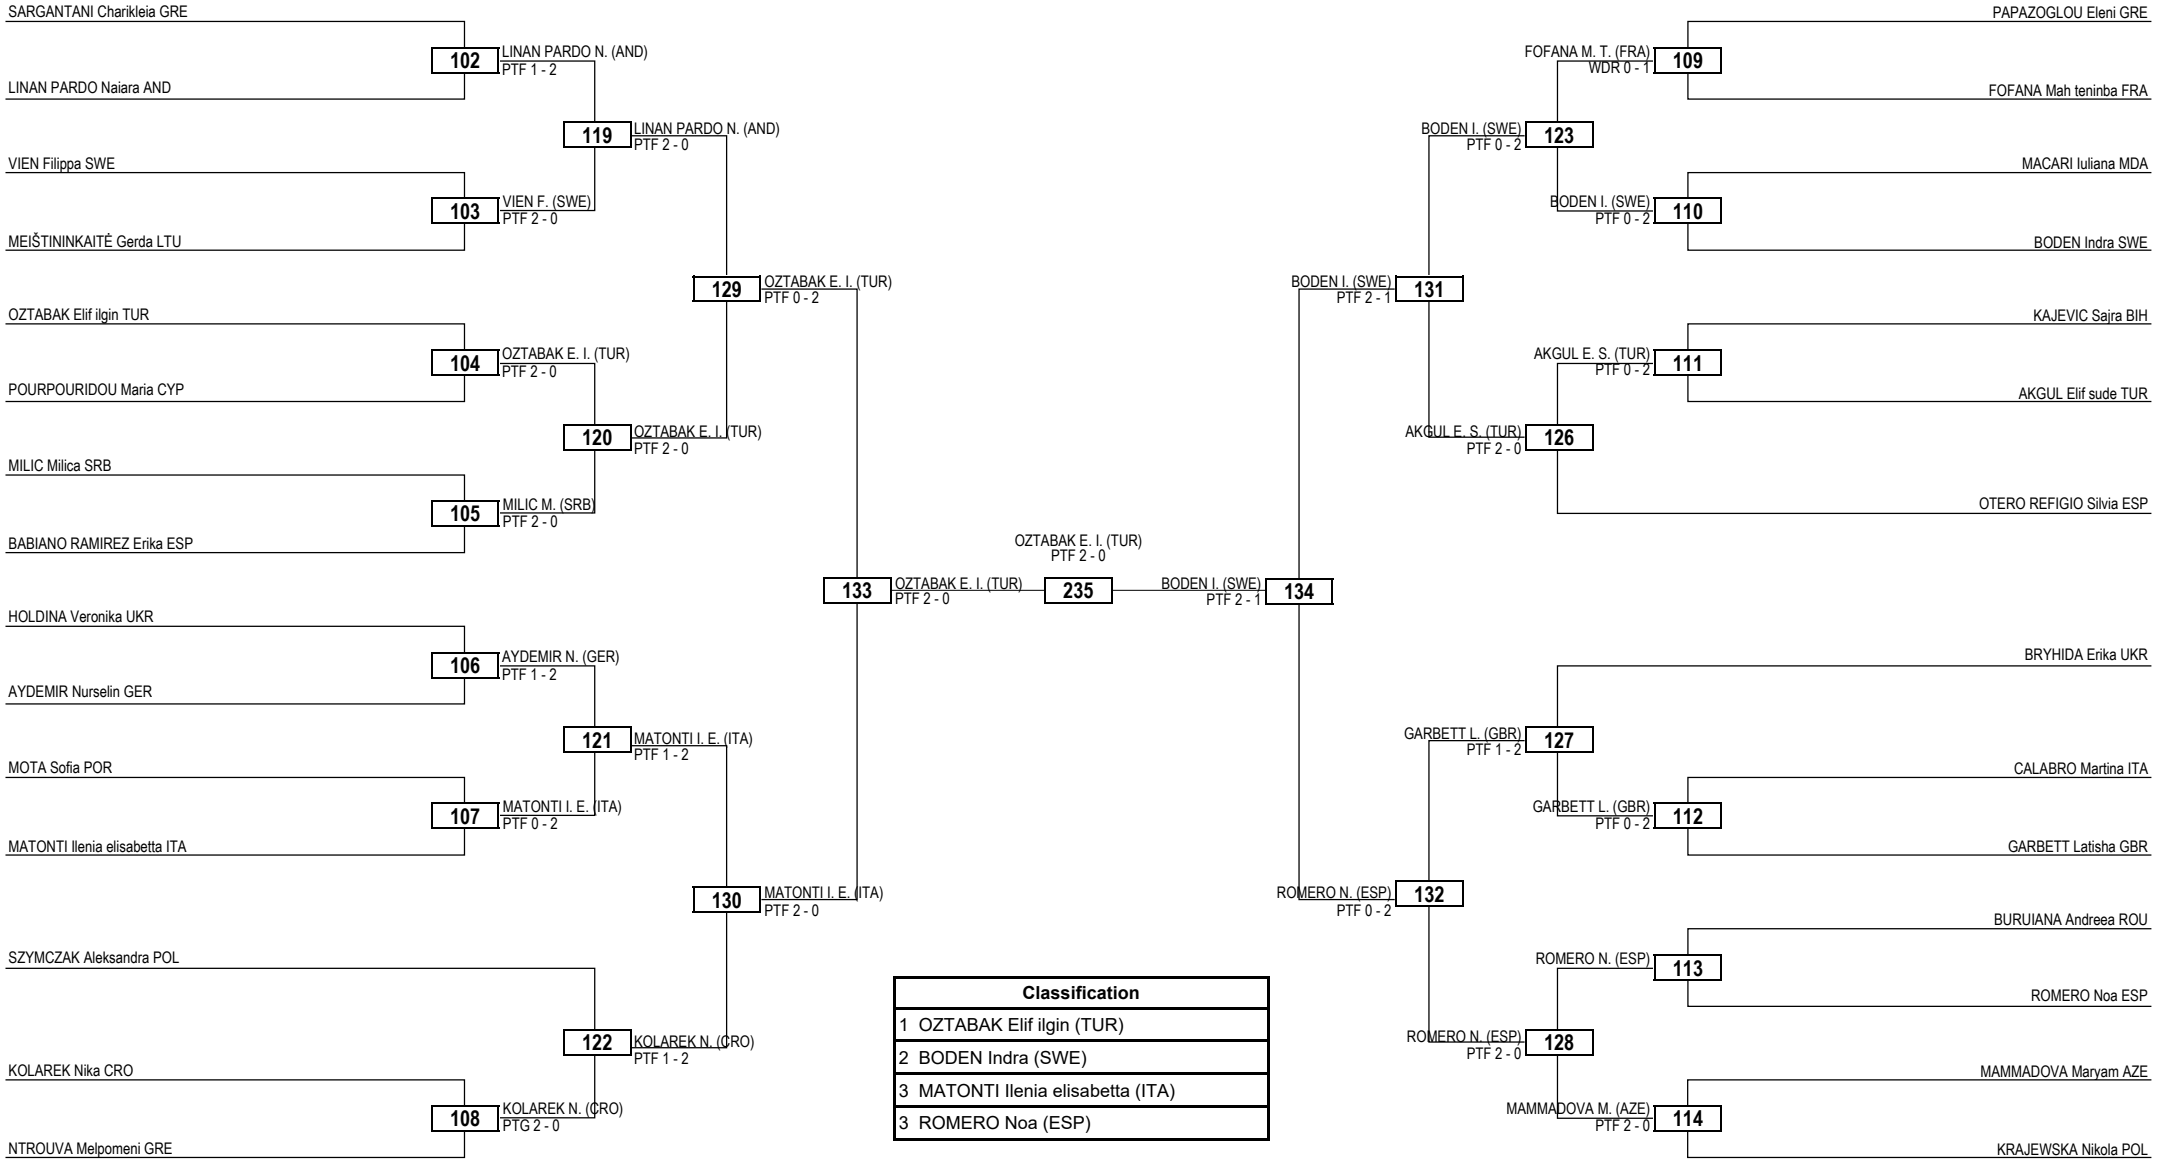 SARGANTANI Charikleia GRE
102
LINAN PARDO N. (AND)
PTF 1 - 2
LINAN PARDO Naiara AND
119
LINAN PARDO N. (AND)
PTF 2 - 0
VIEN Filippa SWE
103
VIEN F. (SWE)
PTF 2 - 0
MEIŠTININKAITĖ Gerda LTU
129
OZTABAK E. I. (TUR)
PTF 0 - 2
OZTABAK Elif ilgin TUR
104
OZTABAK E. I. (TUR)
PTF 2 - 0
POURPOURIDOU Maria CYP
120
OZTABAK E. I. (TUR)
PTF 2 - 0
MILIC Milica SRB
105
MILIC M. (SRB)
PTF 2 - 0
BABIANO RAMIREZ Erika ESP
133
OZTABAK E. I. (TUR)
PTF 2 - 0
HOLDINA Veronika UKR
106
AYDEMIR N. (GER)
PTF 1 - 2
AYDEMIR Nurselin GER
121
MATONTI I. E. (ITA)
PTF 1 - 2
MOTA Sofia POR
107
MATONTI I. E. (ITA)
PTF 0 - 2
MATONTI Ilenia elisabetta ITA
130
MATONTI I. E. (ITA)
PTF 2 - 0
SZYMCZAK Aleksandra POL
122
KOLAREK N. (CRO)
PTF 1 - 2
KOLAREK Nika CRO
108
KOLAREK N. (CRO)
PTG 2 - 0
NTROUVA Melpomeni GRE
OZTABAK E. I. (TUR)
PTF 2 - 0
235
PAPAZOGLOU Eleni GRE
FOFANA M. T. (FRA)
WDR 0 - 1
109
FOFANA Mah teninba FRA
BODEN I. (SWE)
PTF 0 - 2
123
MACARI Iuliana MDA
BODEN I. (SWE)
PTF 0 - 2
110
BODEN Indra SWE
BODEN I. (SWE)
PTF 2 - 1
131
KAJEVIC Sajra BIH
AKGUL E. S. (TUR)
PTF 0 - 2
111
AKGUL Elif sude TUR
AKGUL E. S. (TUR)
PTF 2 - 0
126
OTERO REFIGIO Silvia ESP
BODEN I. (SWE)
PTF 2 - 1
134
BRYHIDA Erika UKR
GARBETT L. (GBR)
PTF 1 - 2
127
CALABRO Martina ITA
GARBETT L. (GBR)
PTF 0 - 2
112
GARBETT Latisha GBR
ROMERO N. (ESP)
PTF 0 - 2
132
BURUIANA Andreea ROU
ROMERO N. (ESP)
113
ROMERO Noa ESP
ROMERO N. (ESP)
PTF 2 - 0
128
MAMMADOVA Maryam AZE
MAMMADOVA M. (AZE)
PTF 2 - 0
114
KRAJEWSKA Nikola POL
Classification
1 OZTABAK Elif ilgin (TUR)
2 BODEN Indra (SWE)
3 MATONTI Ilenia elisabetta (ITA)
3 ROMERO Noa (ESP)